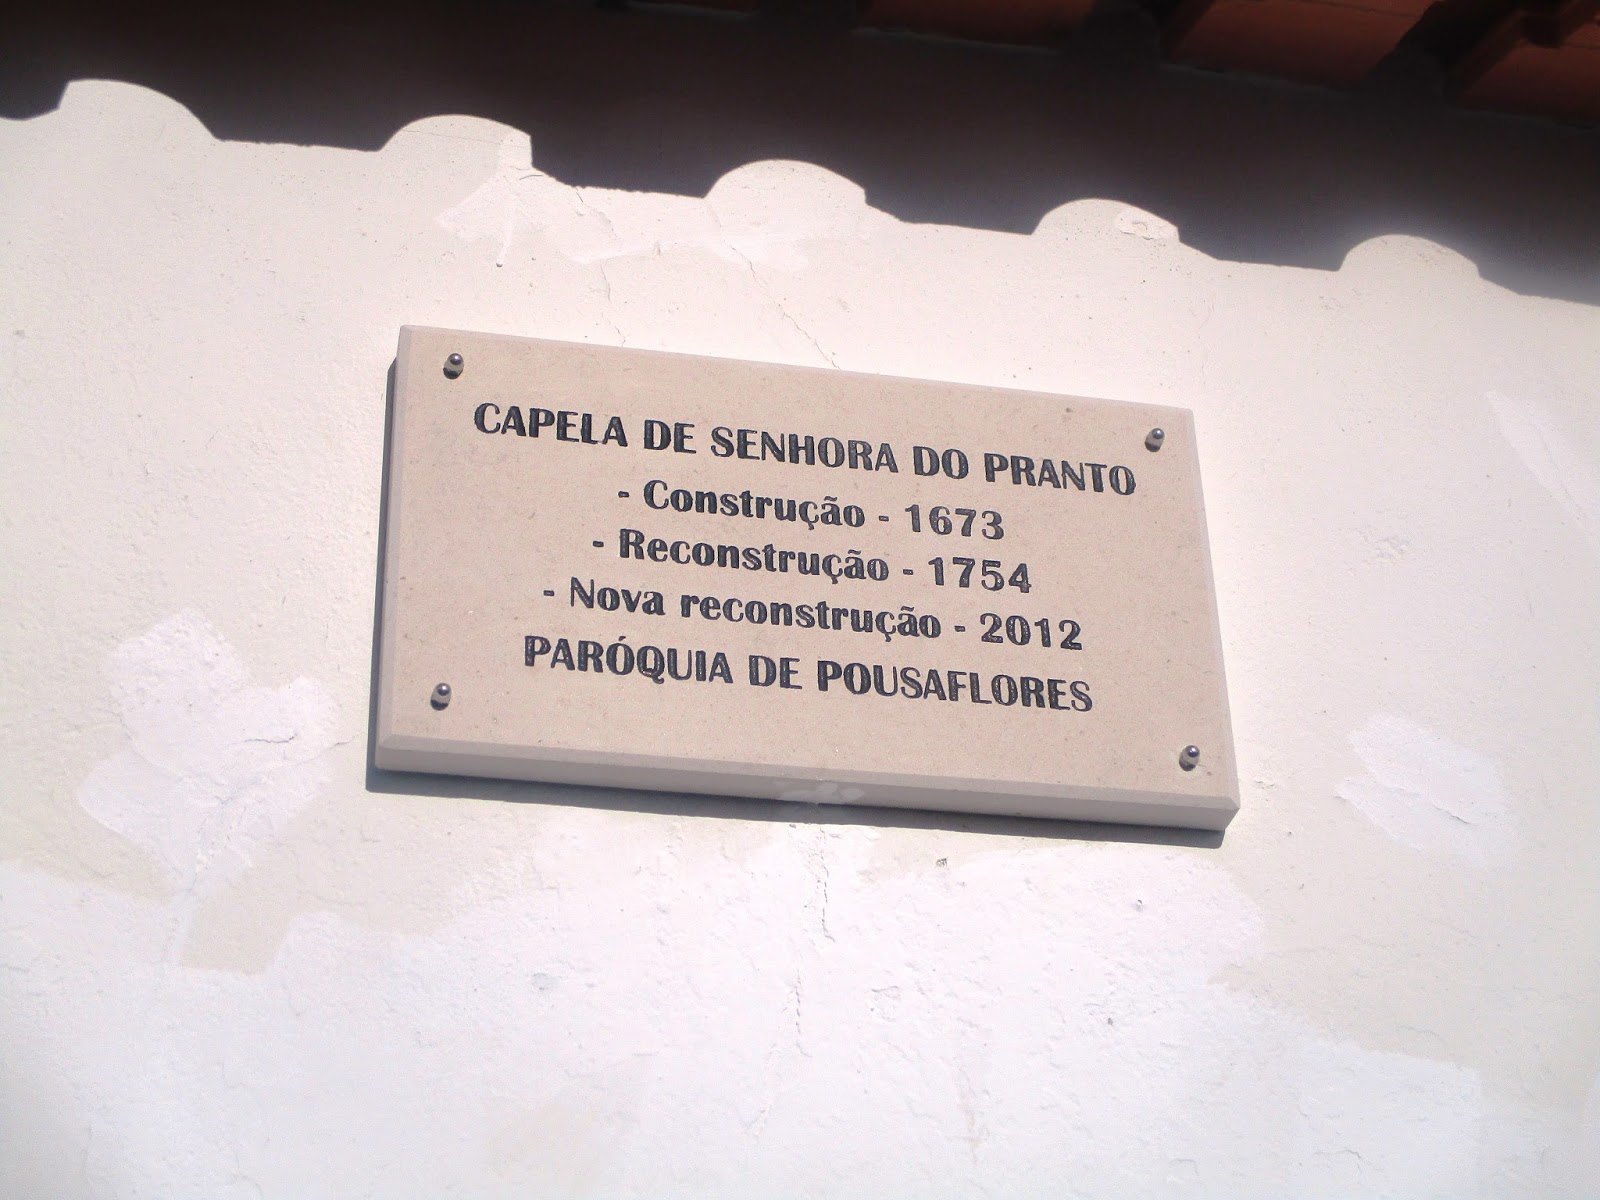 CAPELA DE SENHORA DO PRANTO
- Construção - 1673
- Reconstrução - 1754
- Nova reconstrução - 2012
PARÓQUIA DE POUSAFLORES